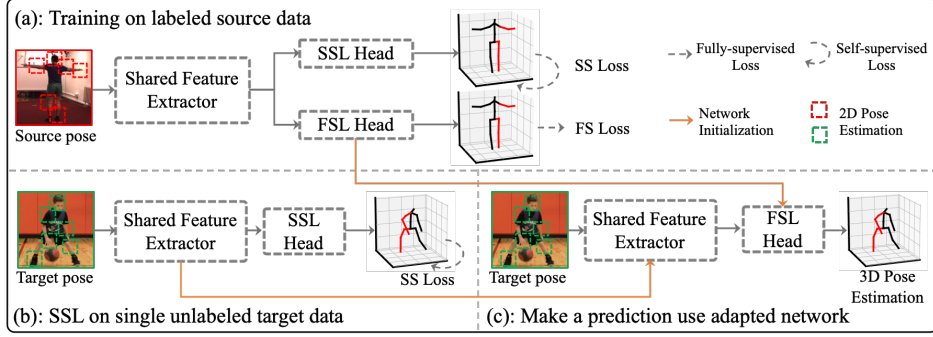 (a): Training on labeled source data
Source pose
Shared Feature
Extractor
SSL Head
FSL Head
SS Loss
FS Loss
Fully-supervised
Loss
Self-supervised
Loss
Network
Initialization
2D Pose
Estimation
Target pose
Shared Feature
Extractor
SSL
Head
SS Loss
(b): SSL on single unlabeled target data
Target pose
Shared Feature
Extractor
FSL
Head
3D Pose
Estimation
(c): Make a prediction use adapted network